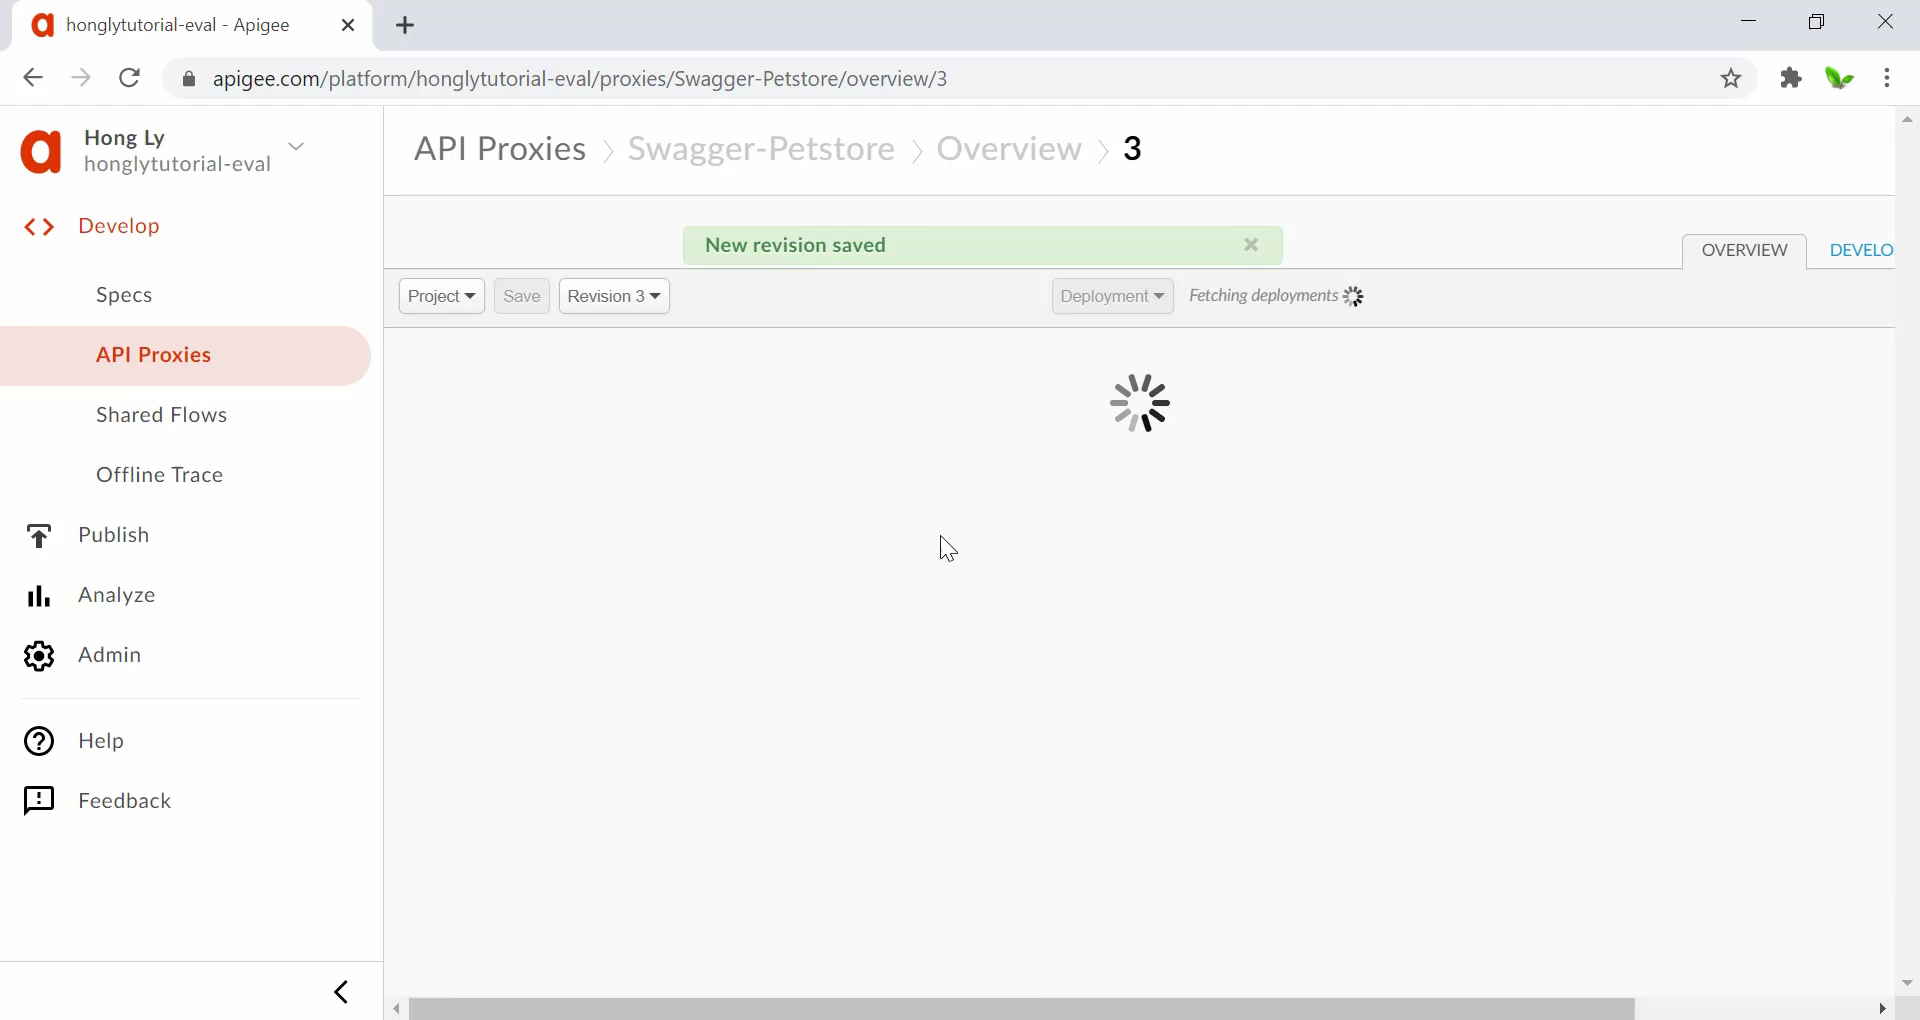 honglytutorial-eval - Apigee
apigee.com/platform/honglytutorial-eval/proxies/Swagger-Petstore/overview/3
Hong Ly
honglytutorial-eval
Develop
Specs
API Proxies
Shared Flows
Offline Trace
Publish
Analyze
Admin
Help
Feedback
API Proxies > Swagger-Petstore > Overview > 3
New revision saved
OVERVIEW DEVELO
Project Save Revision 3 Deployment Fetching deployments